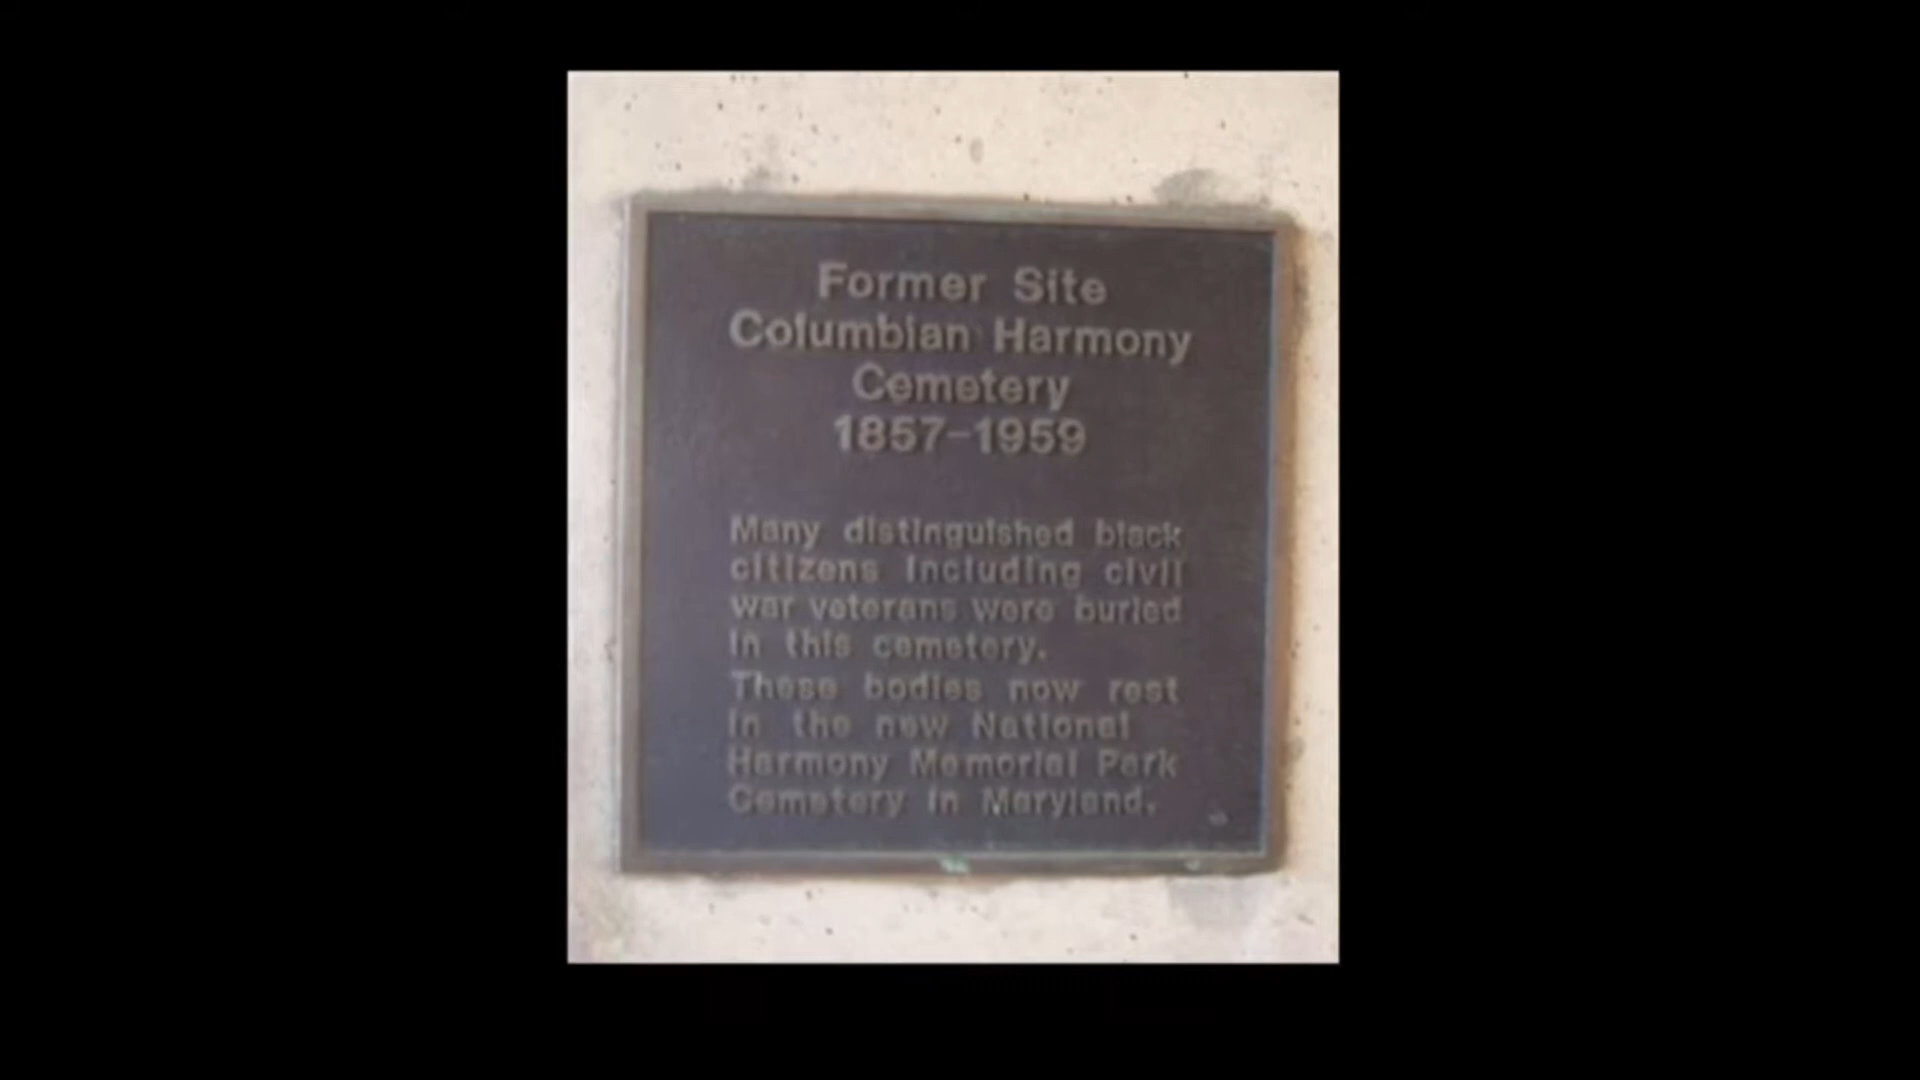 Former Site
Columbian Harmony
Cemetery
1857-1959
Many distinguished black
citizens including civil
war veterans were buried
in this cemetery.
These bodies now rest
in the new National
Harmony Memorial Park
Cemetery in Maryland.